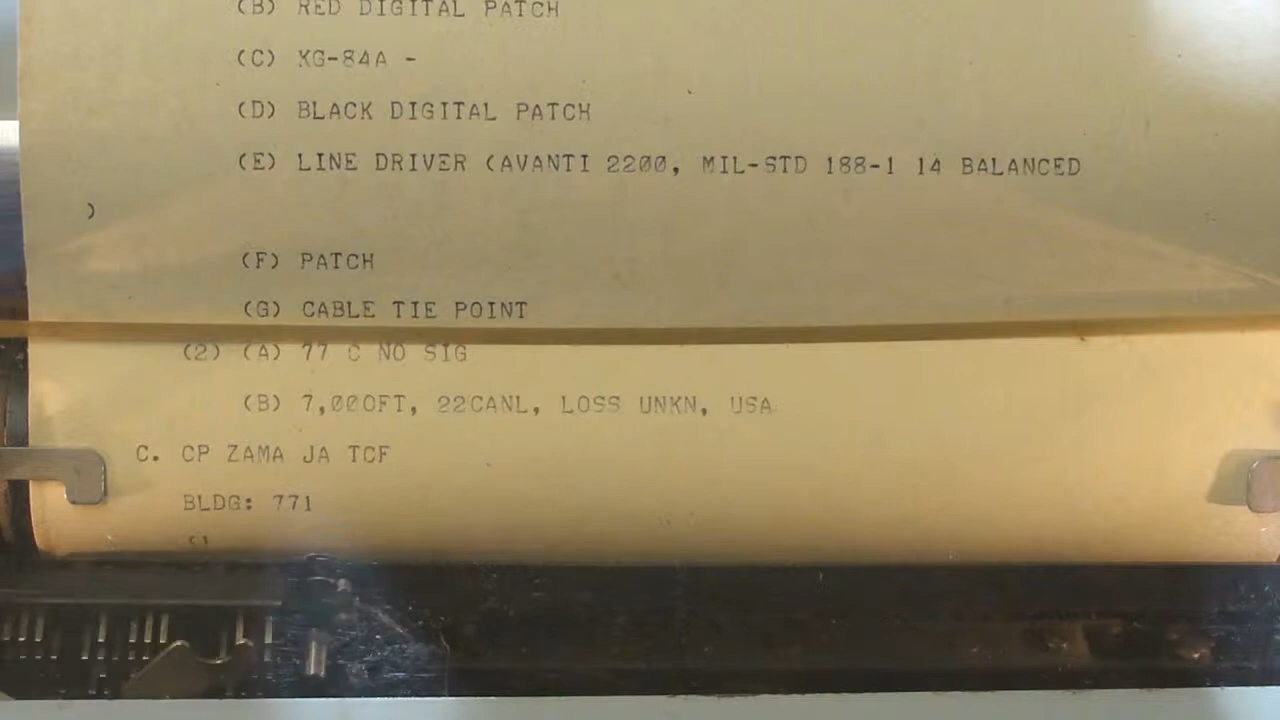 (B) RED DIGITAL PATCH
(C) KG-84A -
(D) BLACK DIGITAL PATCH
(E) LINE DRIVER (AVANTI 2200, MIL-STD 188-1 14 BALANCED
)
(F) PATCH
(G) CABLE TIE POINT
(2) (A) 77 C NO SIG
(B) 7,000FT, 22CANL, LOSS UNKN, USA
C. CP ZAMA JA TCF
BLDG: 771
(1